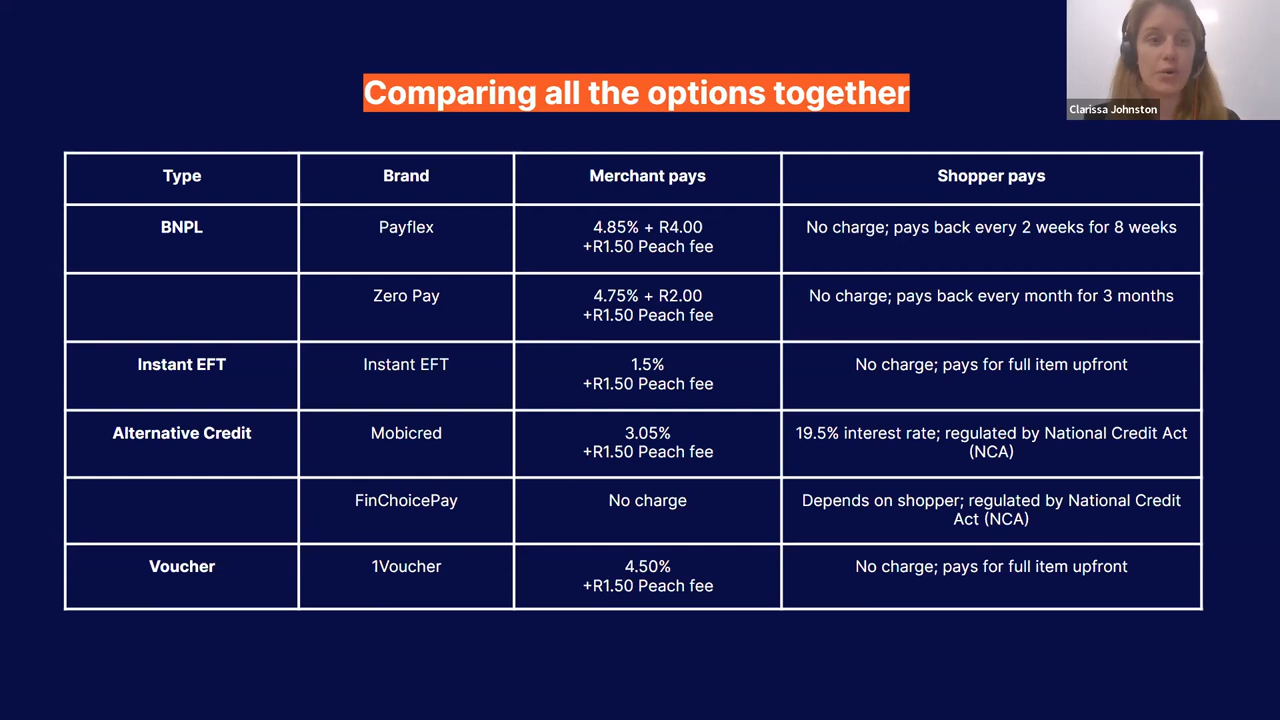 Comparing all the options together
Clarissa Johnston
Type Brand Merchant pays Shopper pays
BNPL Payflex 4.85% + R4.00 No charge; pays back every 2 weeks for 8 weeks
+R1.50 Peach fee
Zero Pay 4.75% + R2.00 No charge; pays back every month for 3 months
+R1.50 Peach fee
Instant EFT Instant EFT 1.5% No charge; pays for full item upfront
+R1.50 Peach fee
Alternative Credit Mobicred 3.05% 19.5% interest rate; regulated by National Credit Act
+R1.50 Peach fee (NCA)
FinChoicePay No charge Depends on shopper; regulated by National Credit
Act (NCA)
Voucher 1Voucher 4.50% No charge; pays for full item upfront
+R1.50 Peach fee